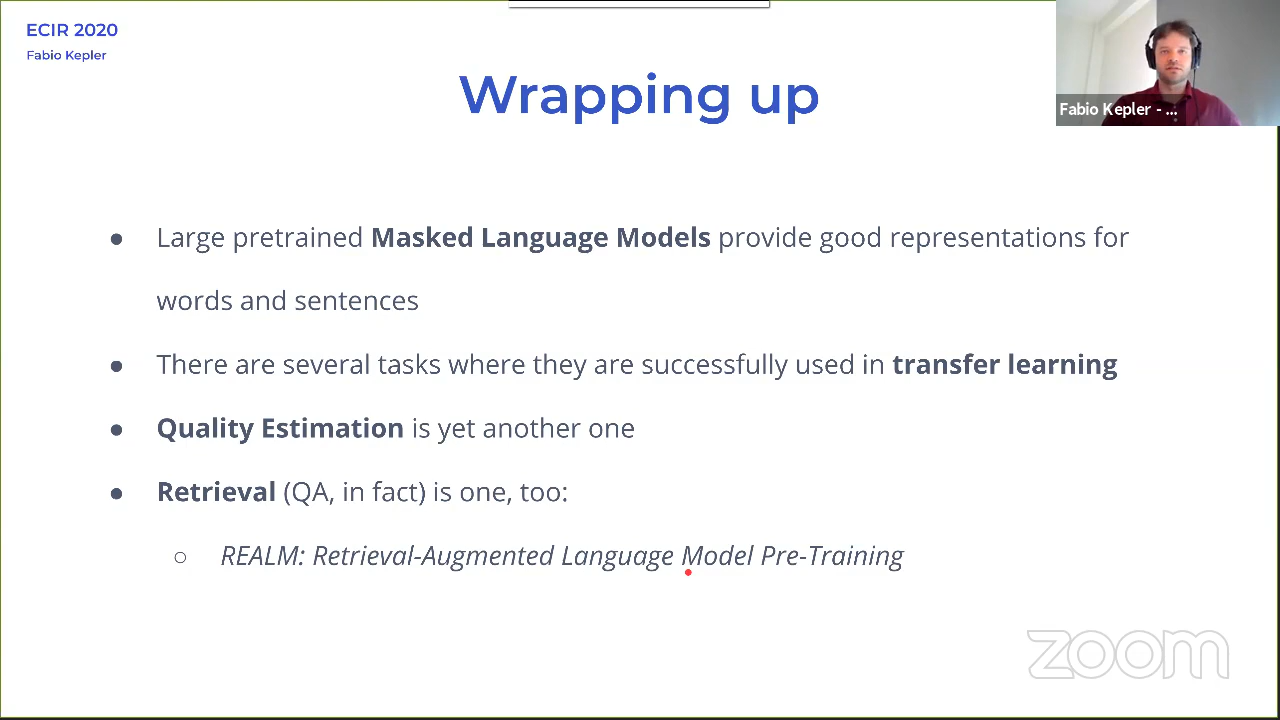 ECIR 2020
Fabio Kepler
Wrapping up
Fabio Kepler - ...
● Large pretrained Masked Language Models provide good representations for
words and sentences
● There are several tasks where they are successfully used in transfer learning
● Quality Estimation is yet another one
● Retrieval (QA, in fact) is one, too:
○ REALM: Retrieval-Augmented Language Model Pre-Training
zoom